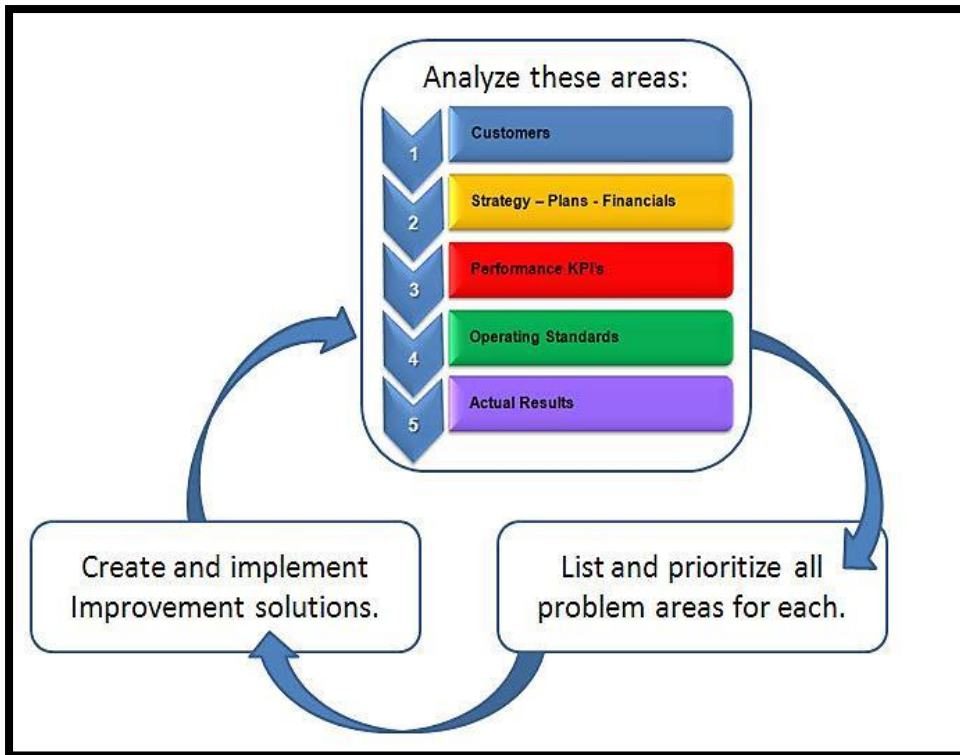 Analyze these areas:
1
Customers
2
Strategy – Plans - Financials
3
Performance KPI's
4
Operating Standards
5
Actual Results
Create and implement
Improvement solutions.
List and prioritize all
problem areas for each.